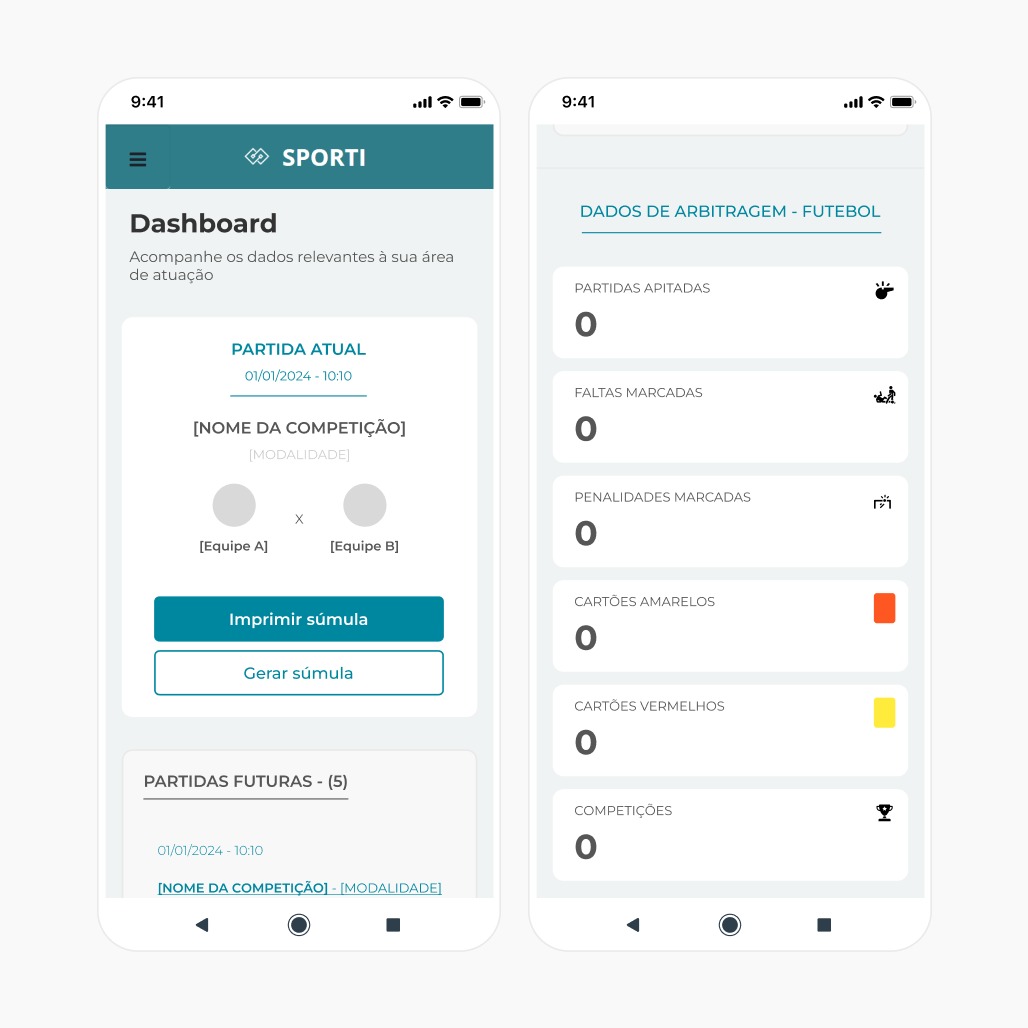 9:41
SPORTI
Dashboard
Acompanhe os dados relevantes à sua área
de atuação
PARTIDA ATUAL
01/01/2024 - 10:10
[NOME DA COMPETIÇÃO]
[MODALIDADE]
X
[Equipe A]
[Equipe B]
Imprimir súmula
Gerar súmula
PARTIDAS FUTURAS - (5)
01/01/2024 - 10:10
[NOME DA COMPETIÇÃO] - [MODALIDADE]
9:41
DADOS DE ARBITRAGEM - FUTEBOL
PARTIDAS APITADAS
0
FALTAS MARCADAS
0
PENALIDADES MARCADAS
0
CARTÕES AMARELOS
0
CARTÕES VERMELHOS
0
COMPETIÇÕES
0